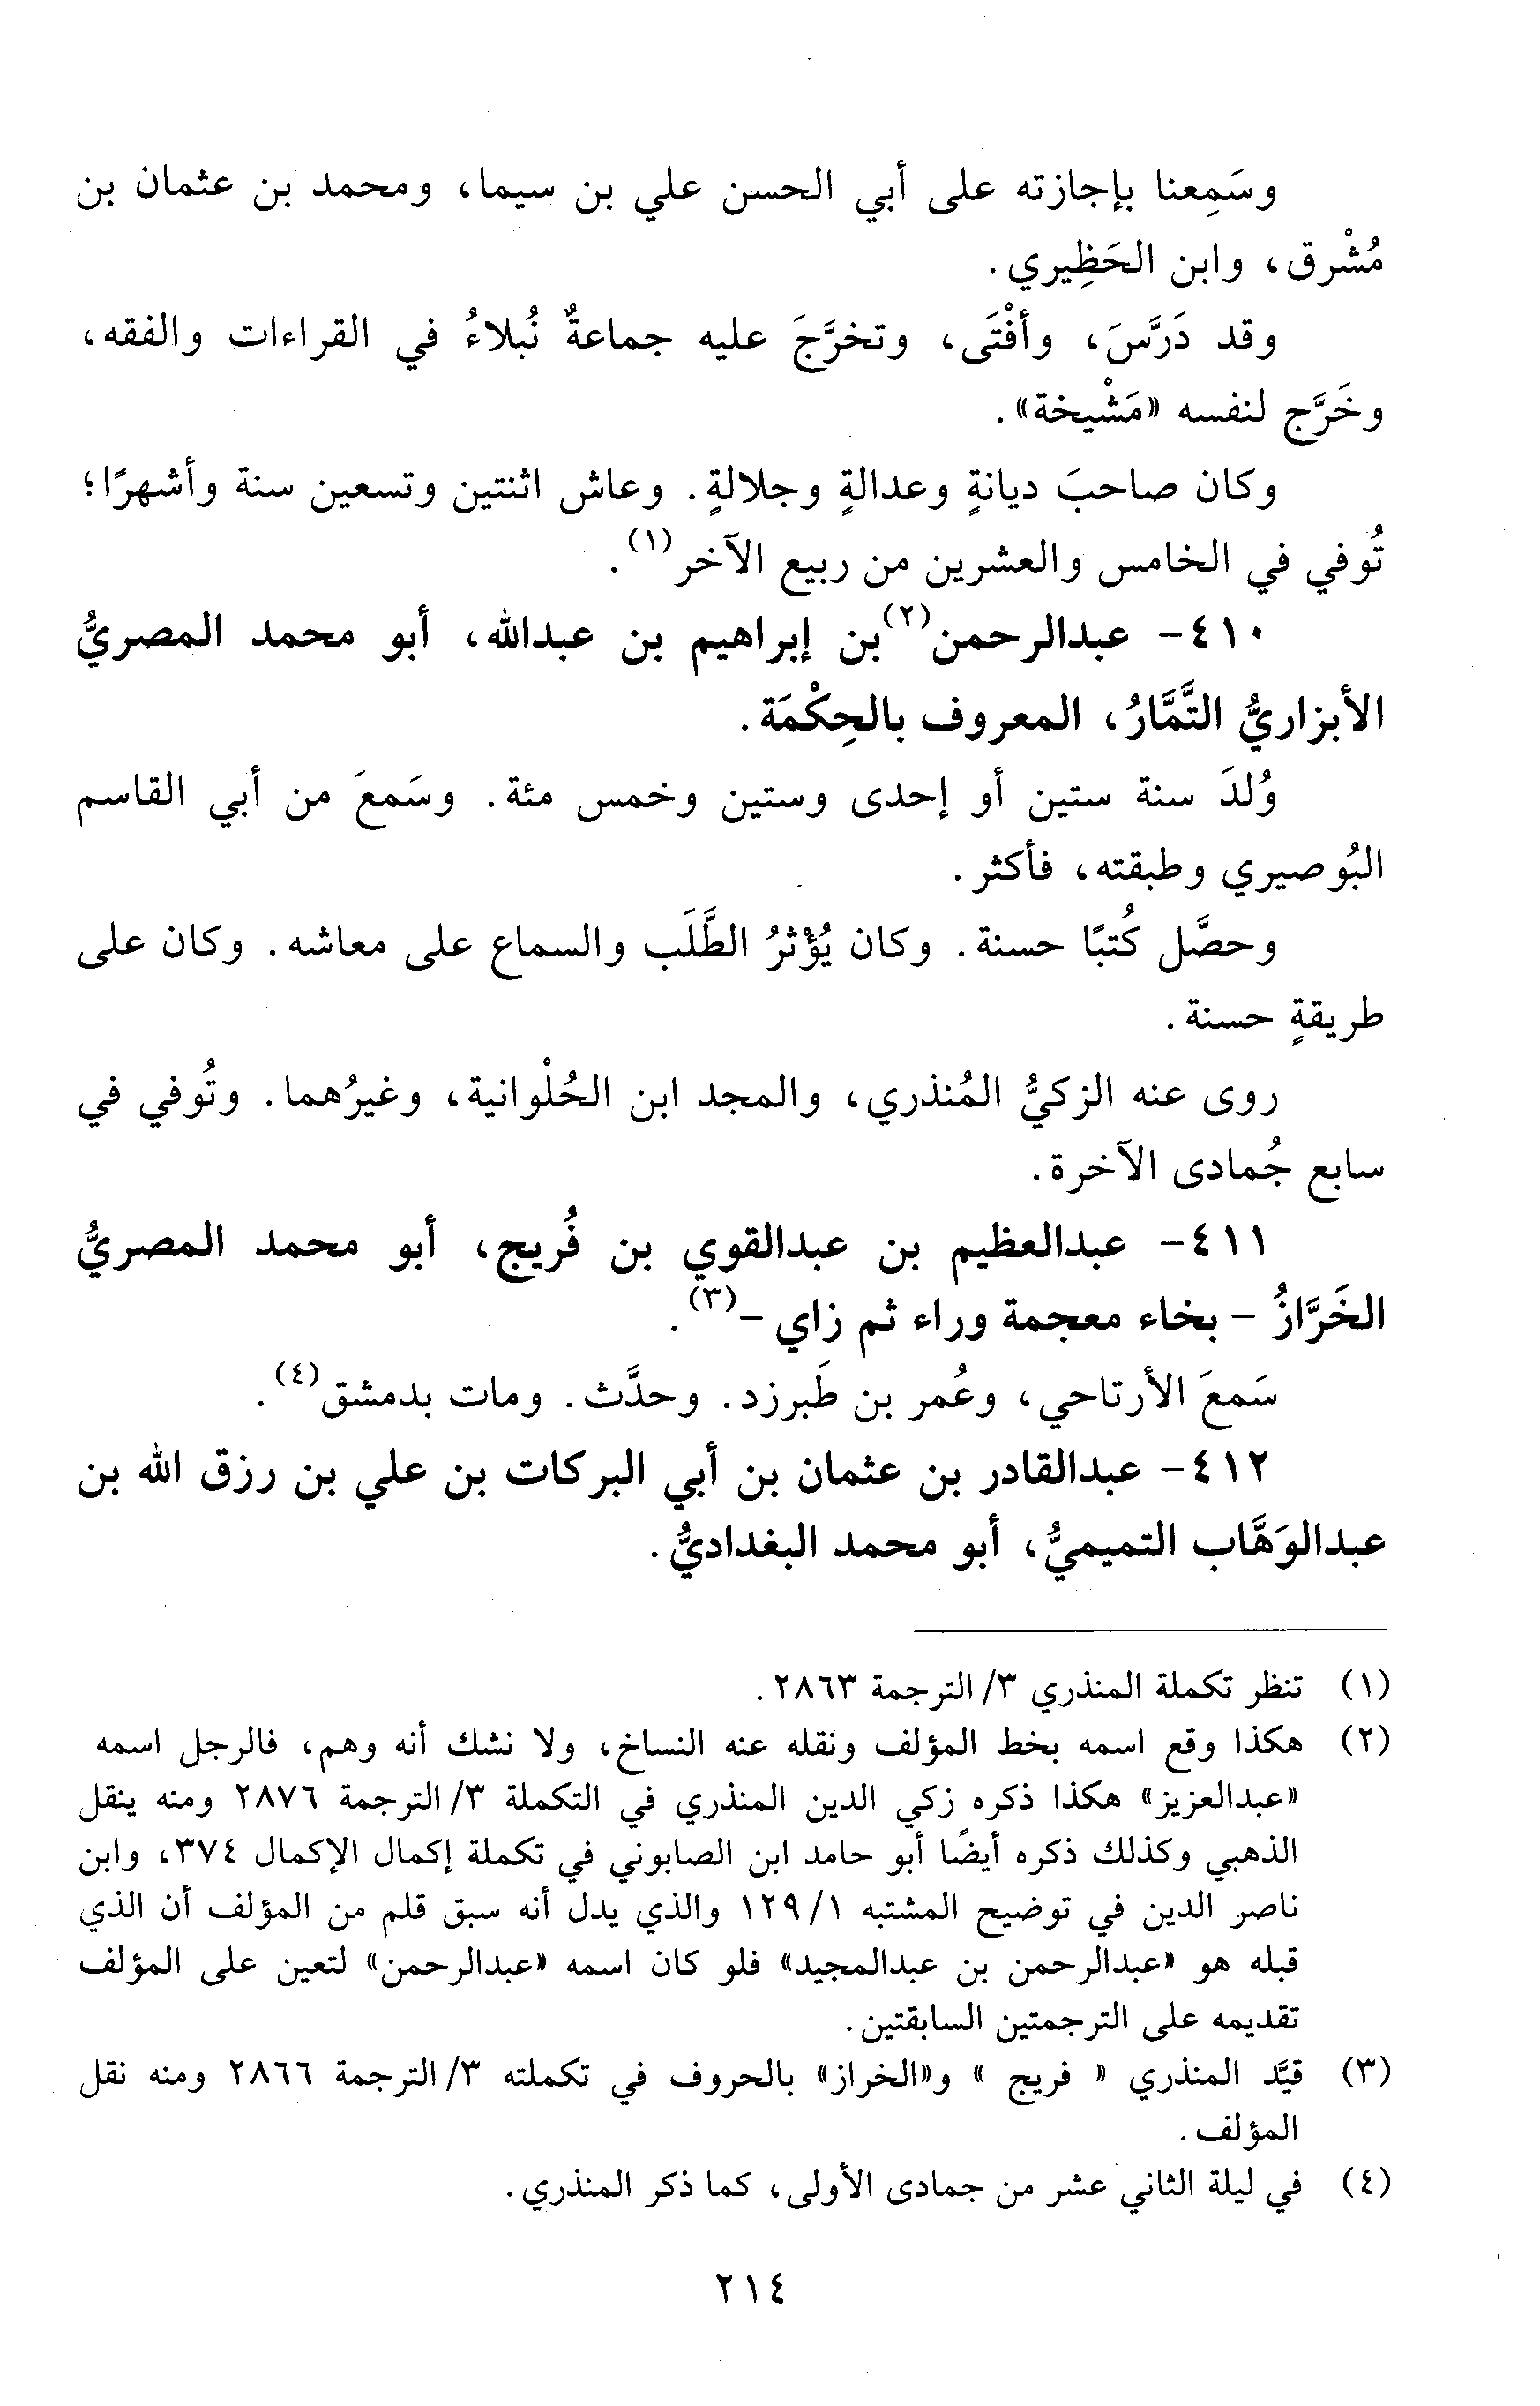 وسَمِعنا بإجازته على أبي الحسن علي بن سيما، ومحمد بن عثمان بن
مُشْرق، وابن الحَظِيري.
وقد دَرَّسَ، وأفْتَى، وتخرَّجَ عليه جماعةٌ نُبلاءُ في القراءات والفقه،
وخَرَّج لنفسه «مَشْيخة».
وكان صاحبَ ديانةٍ وعدالةٍ وجلالةٍ. وعاش اثنتين وتسعين سنة وأشهرًا؛
تُوفي في الخامس والعشرين من ربيع الآخر(١).
٤١٠- عبدالرحمن(٢) بن إبراهيم بن عبدالله، أبو محمد المصريُّ
الأبزاريُّ التَّمَّارُ، المعروف بالحِكْمَة.
وُلدَ سنة ستين أو إحدى وستين وخمس مئة. وسَمعَ من أبي القاسم
البُوصيري وطبقته، فأكثر.
وحصَّل كُتبًا حسنة. وكان يُؤْثرُ الطَّلَب والسماع على معاشه. وكان على
طريقةٍ حسنة.
روى عنه الزكيُّ المُنذري، والمجد ابن الحُلْوانية، وغيرُهما. وتُوفي في
سابع جُمادى الآخرة.
٤١١- عبدالعظيم بن عبدالقوي بن فُريج، أبو محمد المصريُّ
الخَرَّازُ - بخاء معجمة وراء ثم زاي -(٣).
سَمعَ الأرتاحي، وعُمر بن طَبرزد. وحدَّث. ومات بدمشق(٤).
٤١٢- عبدالقادر بن عثمان بن أبي البركات بن علي بن رزق الله بن
عبدالوَهَّاب التميميُّ، أبو محمد البغداديُّ.
(١) تنظر تكملة المنذري ٣/ الترجمة ٢٨٦٣.
(٢) هكذا وقع اسمه بخط المؤلف ونقله عنه النساخ، ولا نشك أنه وهم، فالرجل اسمه
«عبدالعزيز» هكذا ذكره زكي الدين المنذري في التكملة ٣/ الترجمة ٢٨٧٦ ومنه ينقل
الذهبي وكذلك ذكره أيضًا أبو حامد ابن الصابوني في تكملة إكمال الإكمال ٣٧٤، وابن
ناصر الدين في توضيح المشتبه ١/ ١٢٩ والذي يدل أنه سبق قلم من المؤلف أن الذي
قبله هو «عبدالرحمن بن عبدالمجيد» فلو كان اسمه «عبدالرحمن» لتعين على المؤلف
تقديمه على الترجمتين السابقتين.
(٣) قيَّد المنذري « فريج » و«الخراز» بالحروف في تكملته ٣/ الترجمة ٢٨٦٦ ومنه نقل
المؤلف.
(٤) في ليلة الثاني عشر من جمادى الأولى، كما ذكر المنذري.
٢١٤